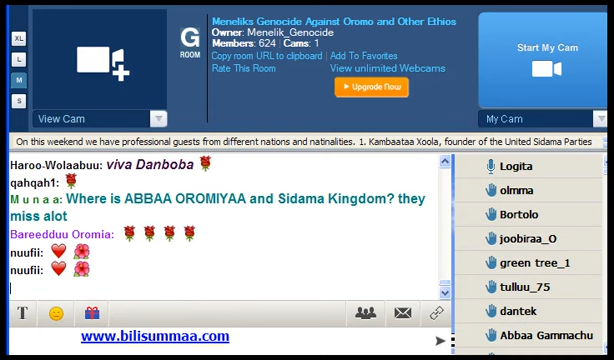 XL
L
M
S
View Cam
G
ROOM
Meneliks Genocide Against Oromo and Other Ethios
Owner: Menelik_Genocide
Members: 624 | Cams: 1
Copy room URL to clipboard | Add To Favorites
Rate This Room View unlimited Webcams
Upgrade Now
Start My Cam
My Cam
On this weekend we have professional guests from different nations and natinalities. 1. Kambaataa Xoola, founder of the United Sidama Parties
Haroo-Wolaabuu: viva Danboba
qahqah1:
M u n a a: Where is ABBAA OROMIYAA and Sidama Kingdom? they
miss alot
Bareedduu Oromia:
nuufii:
nuufii:
T
www.bilisummaa.com
Logita
olmma
Bortolo
joobiraa_O
green tree_1
tulluu_75
dantek
Abbaa Gammachu